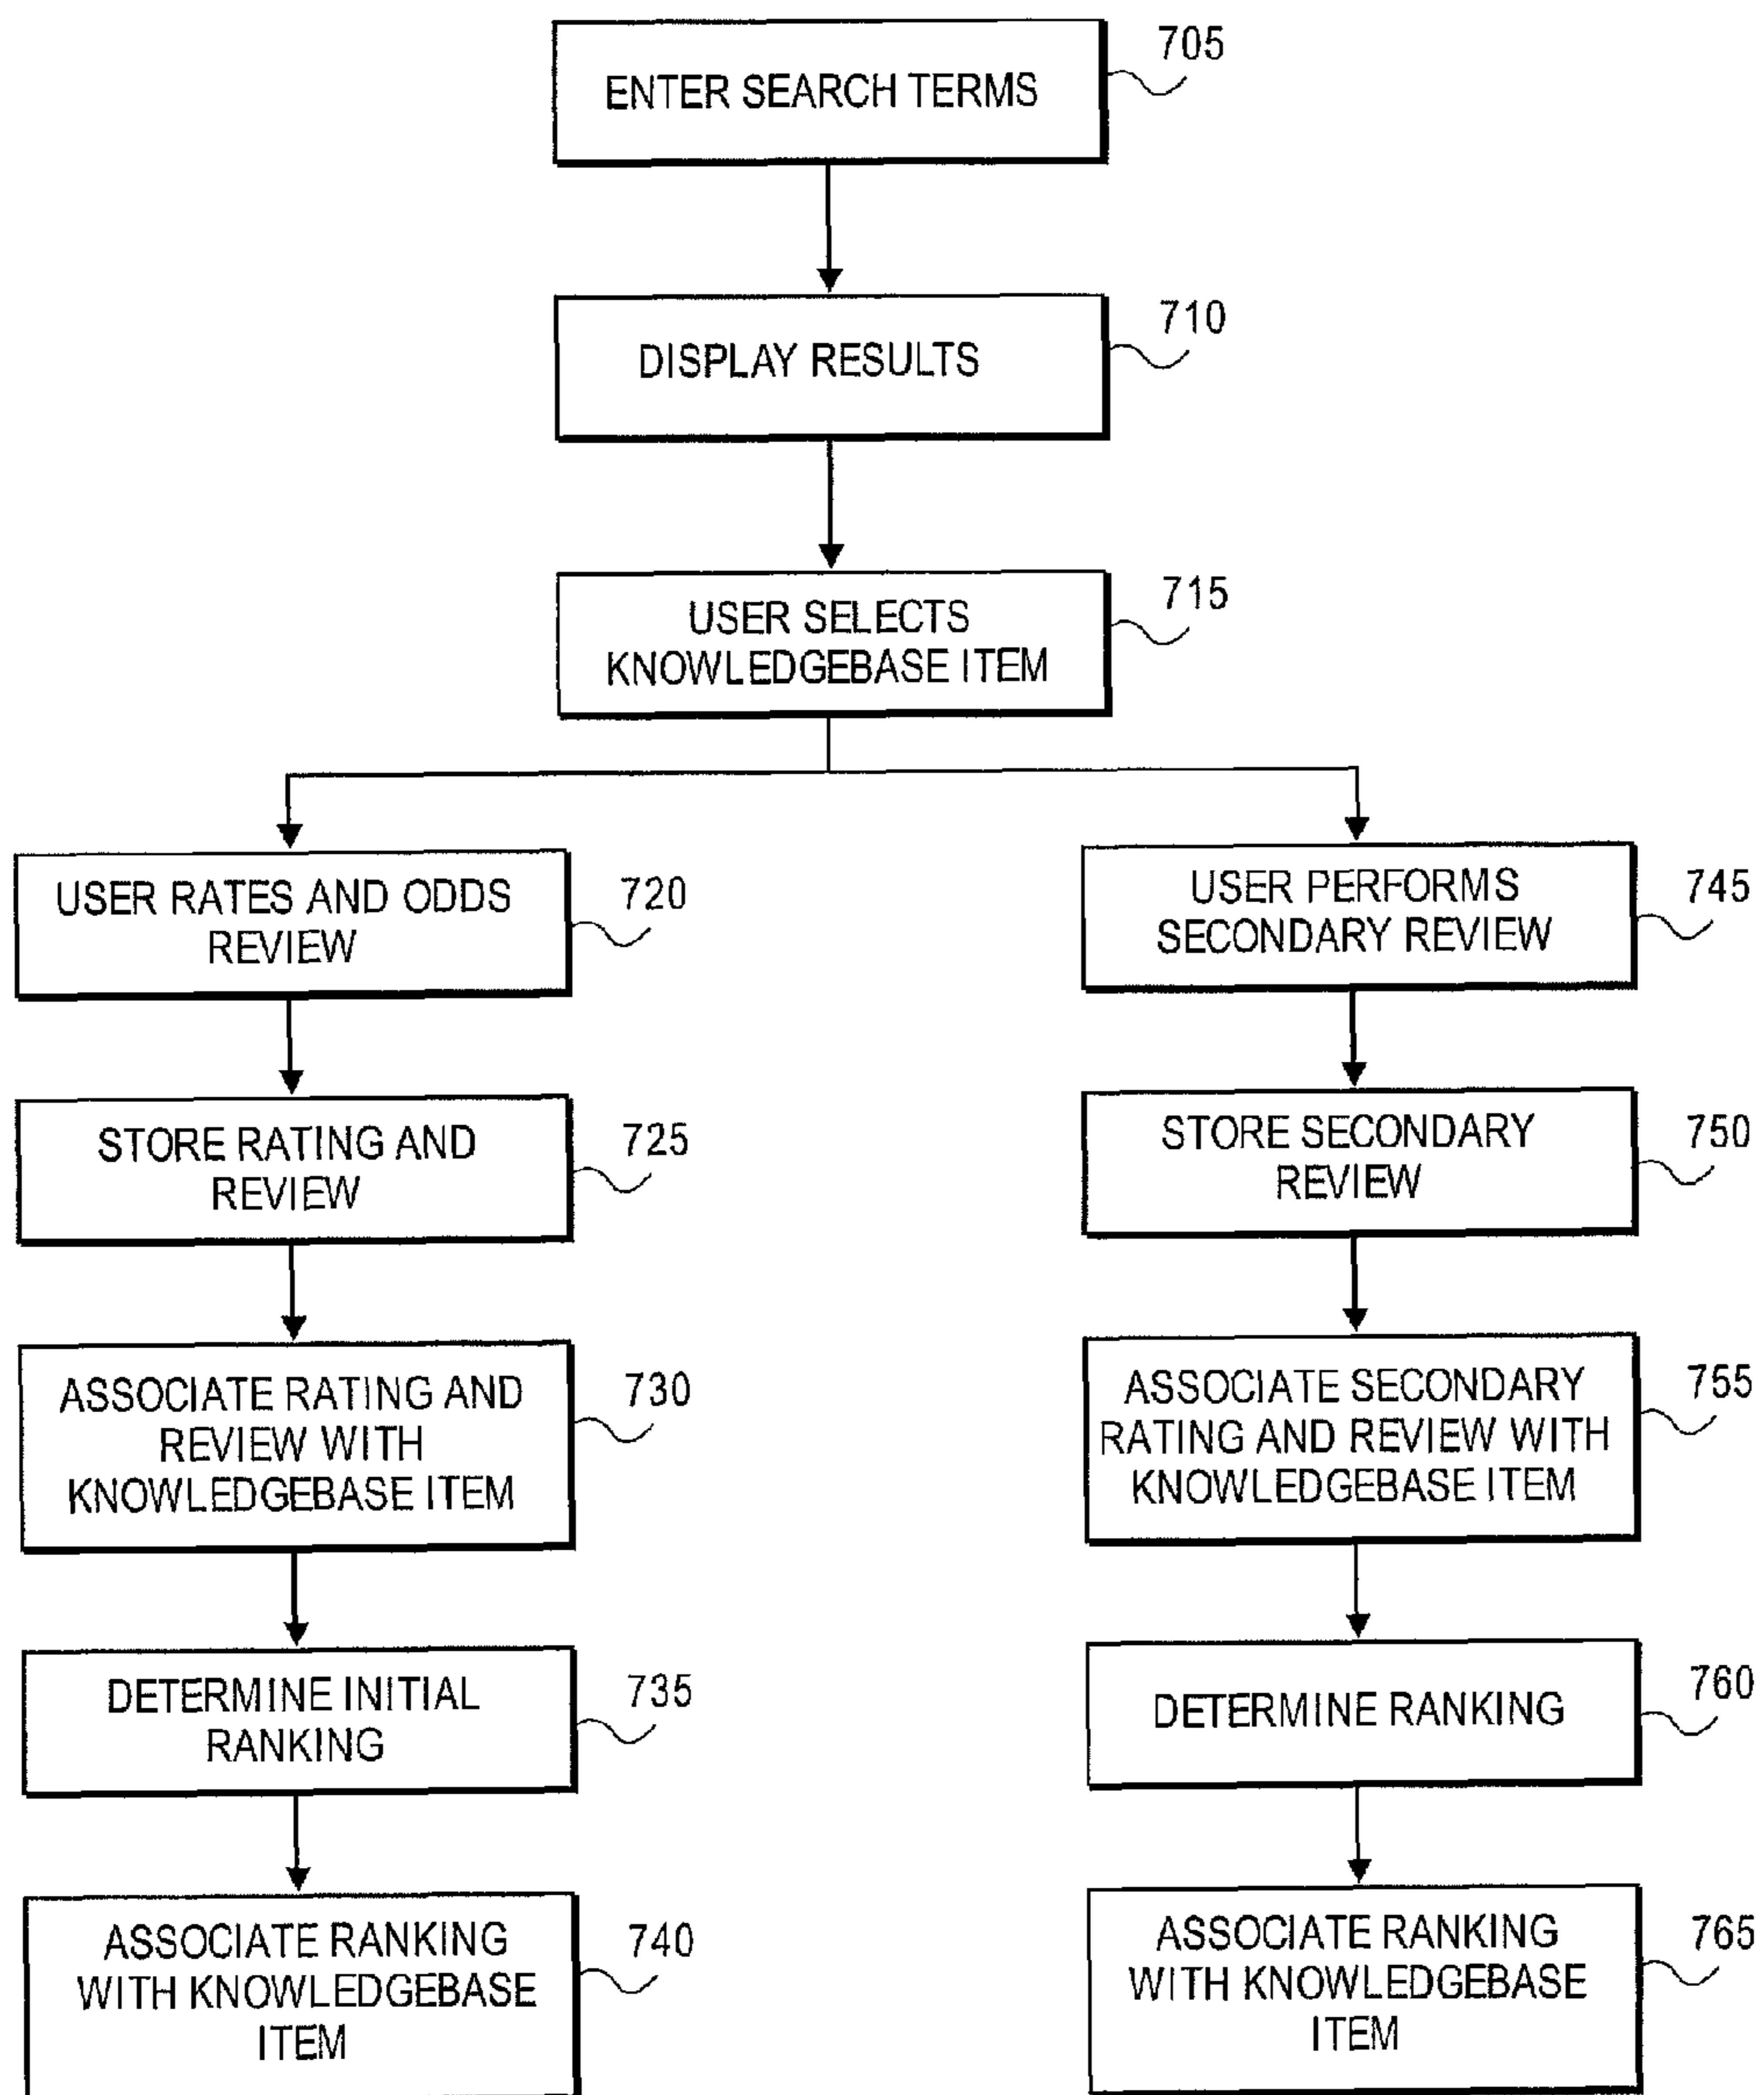 705
ENTER SEARCH TERMS
710
DISPLAY RESULTS
715
USER SELECTS
KNOWLEDGEBASE ITEM
USER RATES AND ODDS
REVIEW
720
STORE RATING AND
REVIEW
725
ASSOCIATE RATING AND
REVIEW WITH
KNOWLEDGEBASE ITEM
730
DETERMINE INITIAL
RANKING
735
ASSOCIATE RANKING
WITH KNOWLEDGEBASE
ITEM
740
USER PERFORMS
SECONDARY REVIEW
745
STORE SECONDARY
REVIEW
750
ASSOCIATE SECONDARY
RATING AND REVIEW WITH
KNOWLEDGEBASE ITEM
755
DETERMINE RANKING
760
ASSOCIATE RANKING
WITH KNOWLEDGEBASE
ITEM
765